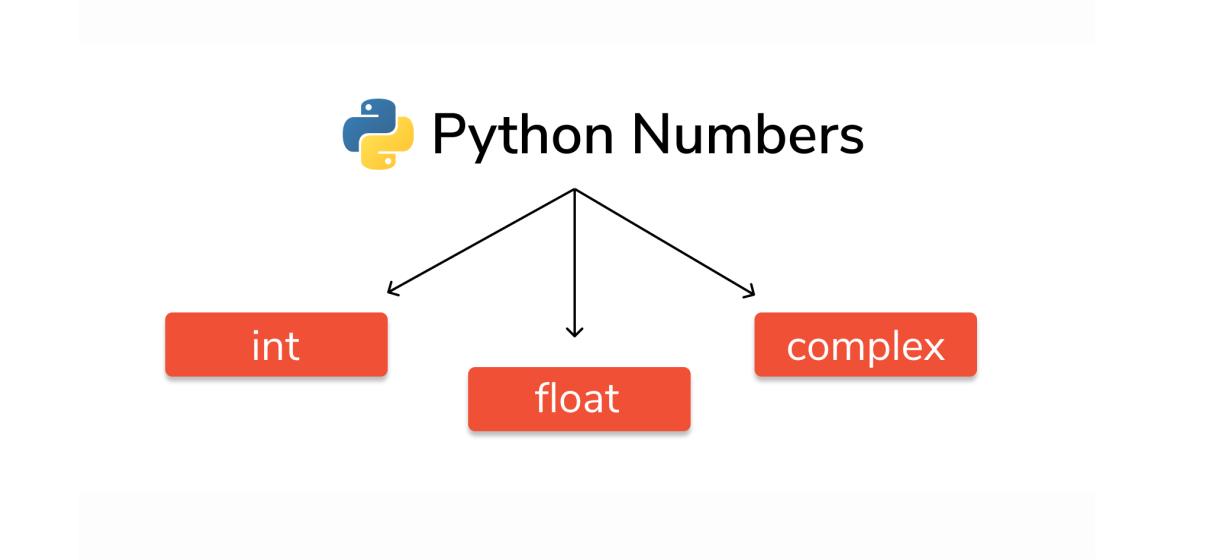 Python Numbers
int
float
complex